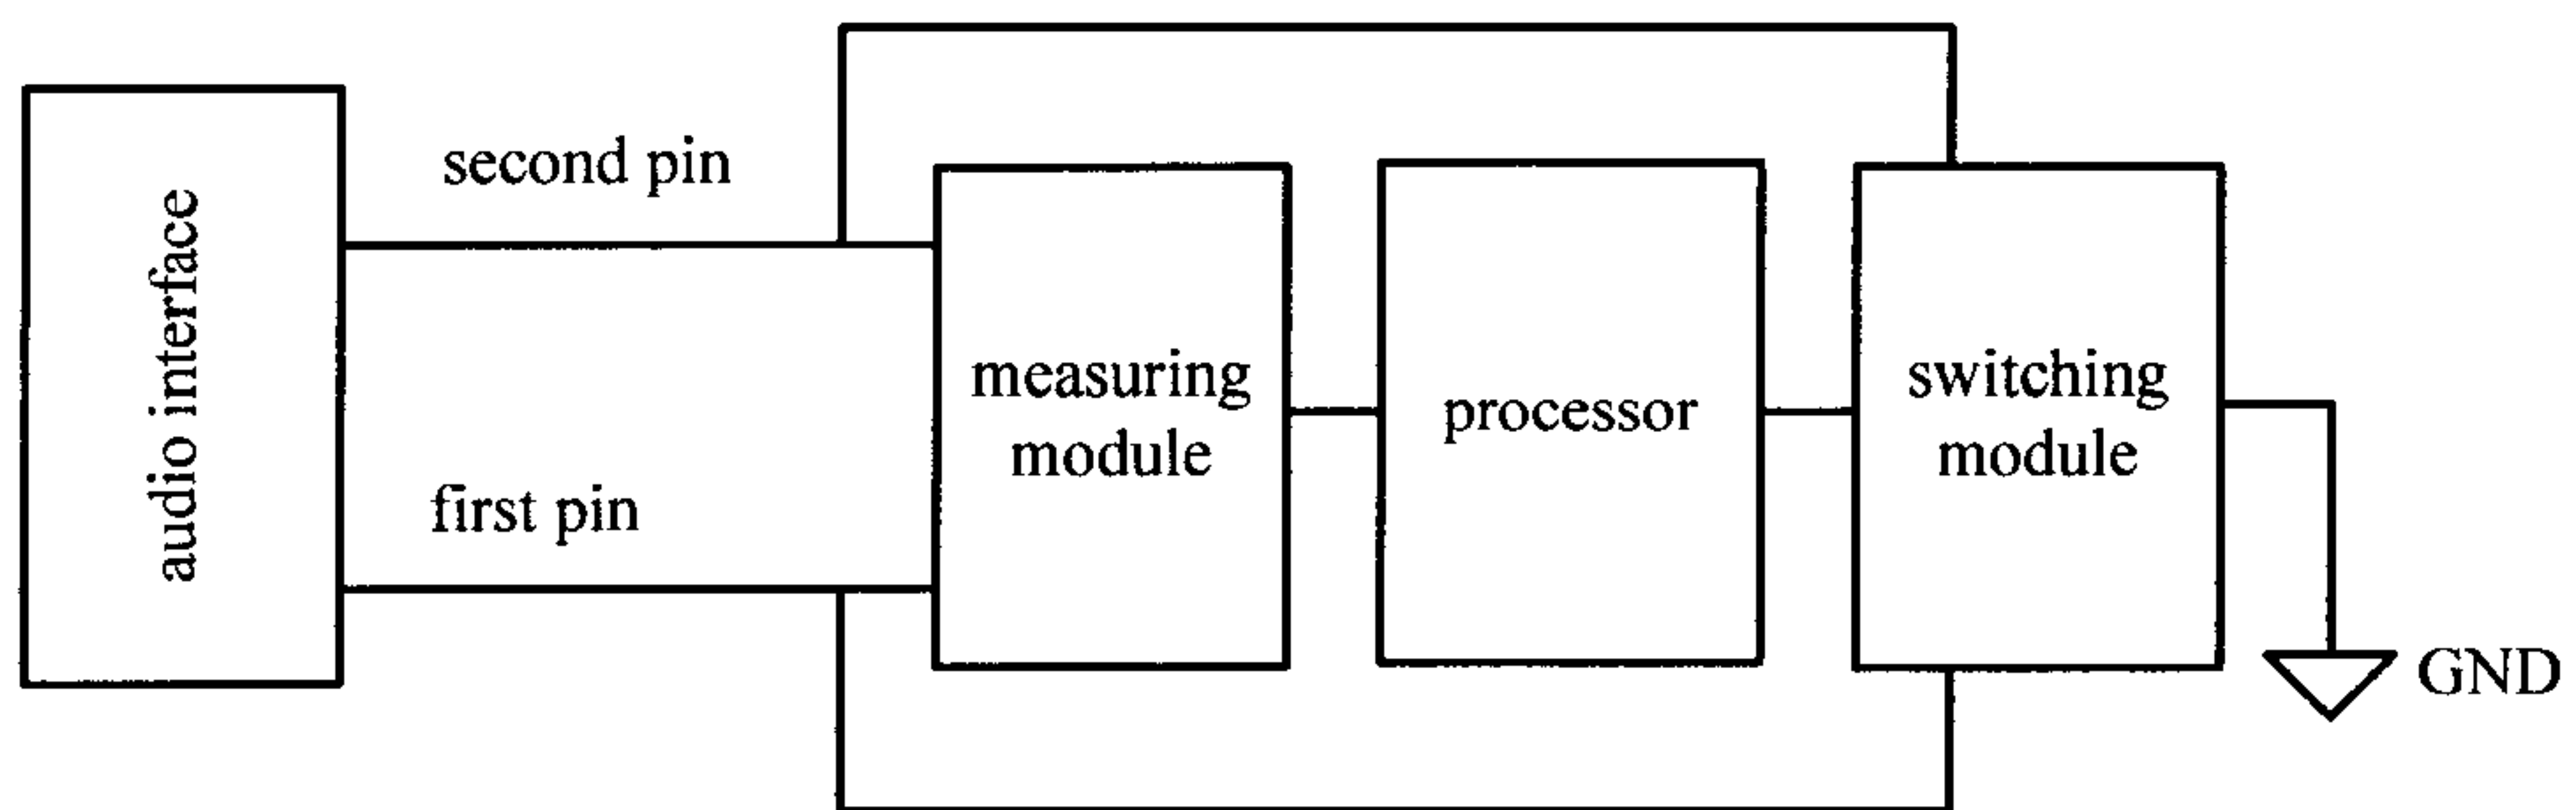 audio interface
second pin
first pin
measuring
module
processor
switching
module
GND